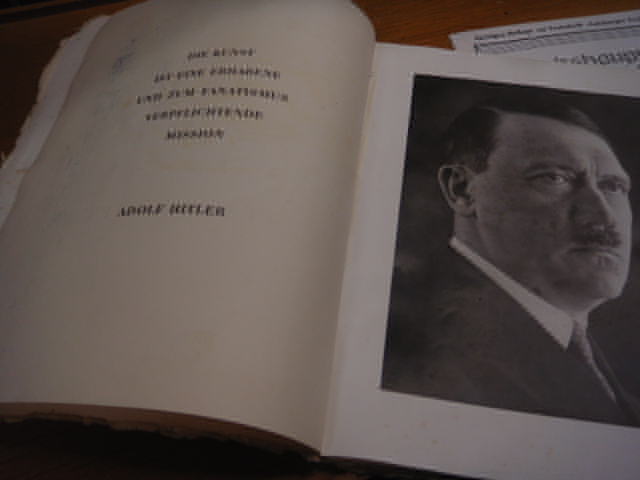 DIE KUNST
IST EINE ERHABENE
UND ZUM FANATISMUS
VERPFLICHTENDE
MISSION
ADOLF HITLER